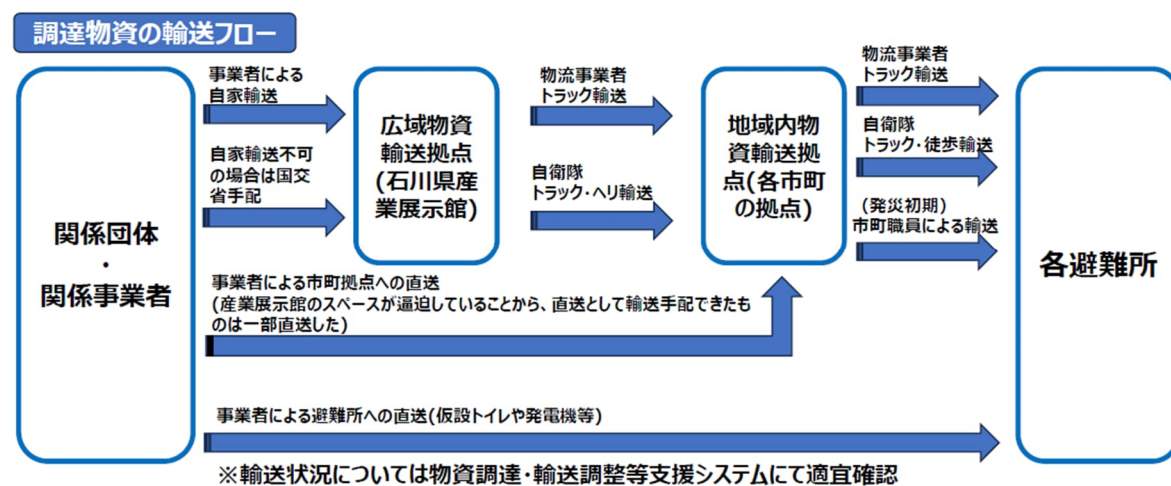 調達物資の輸送フロー
関係団体
・
関係事業者
事業者による
自家輸送
自家輸送不可
の場合は国交
省手配
広域物資
輸送拠点
(石川県産
業展示館)
物流事業者
トラック輸送
自衛隊
トラック・ヘリ輸送
地域内物
資輸送拠
点(各市町
の拠点)
物流事業者
トラック輸送
自衛隊
トラック・徒歩輸送
(発災初期)
市町職員による輸送
各避難所
事業者による市町拠点への直送
(産業展示館のスペースが逼迫していることから、直送として輸送手配できたも
のは一部直送した)
事業者による避難所への直送(仮設トイレや発電機等)
※輸送状況については物資調達・輸送調整等支援システムにて適宜確認